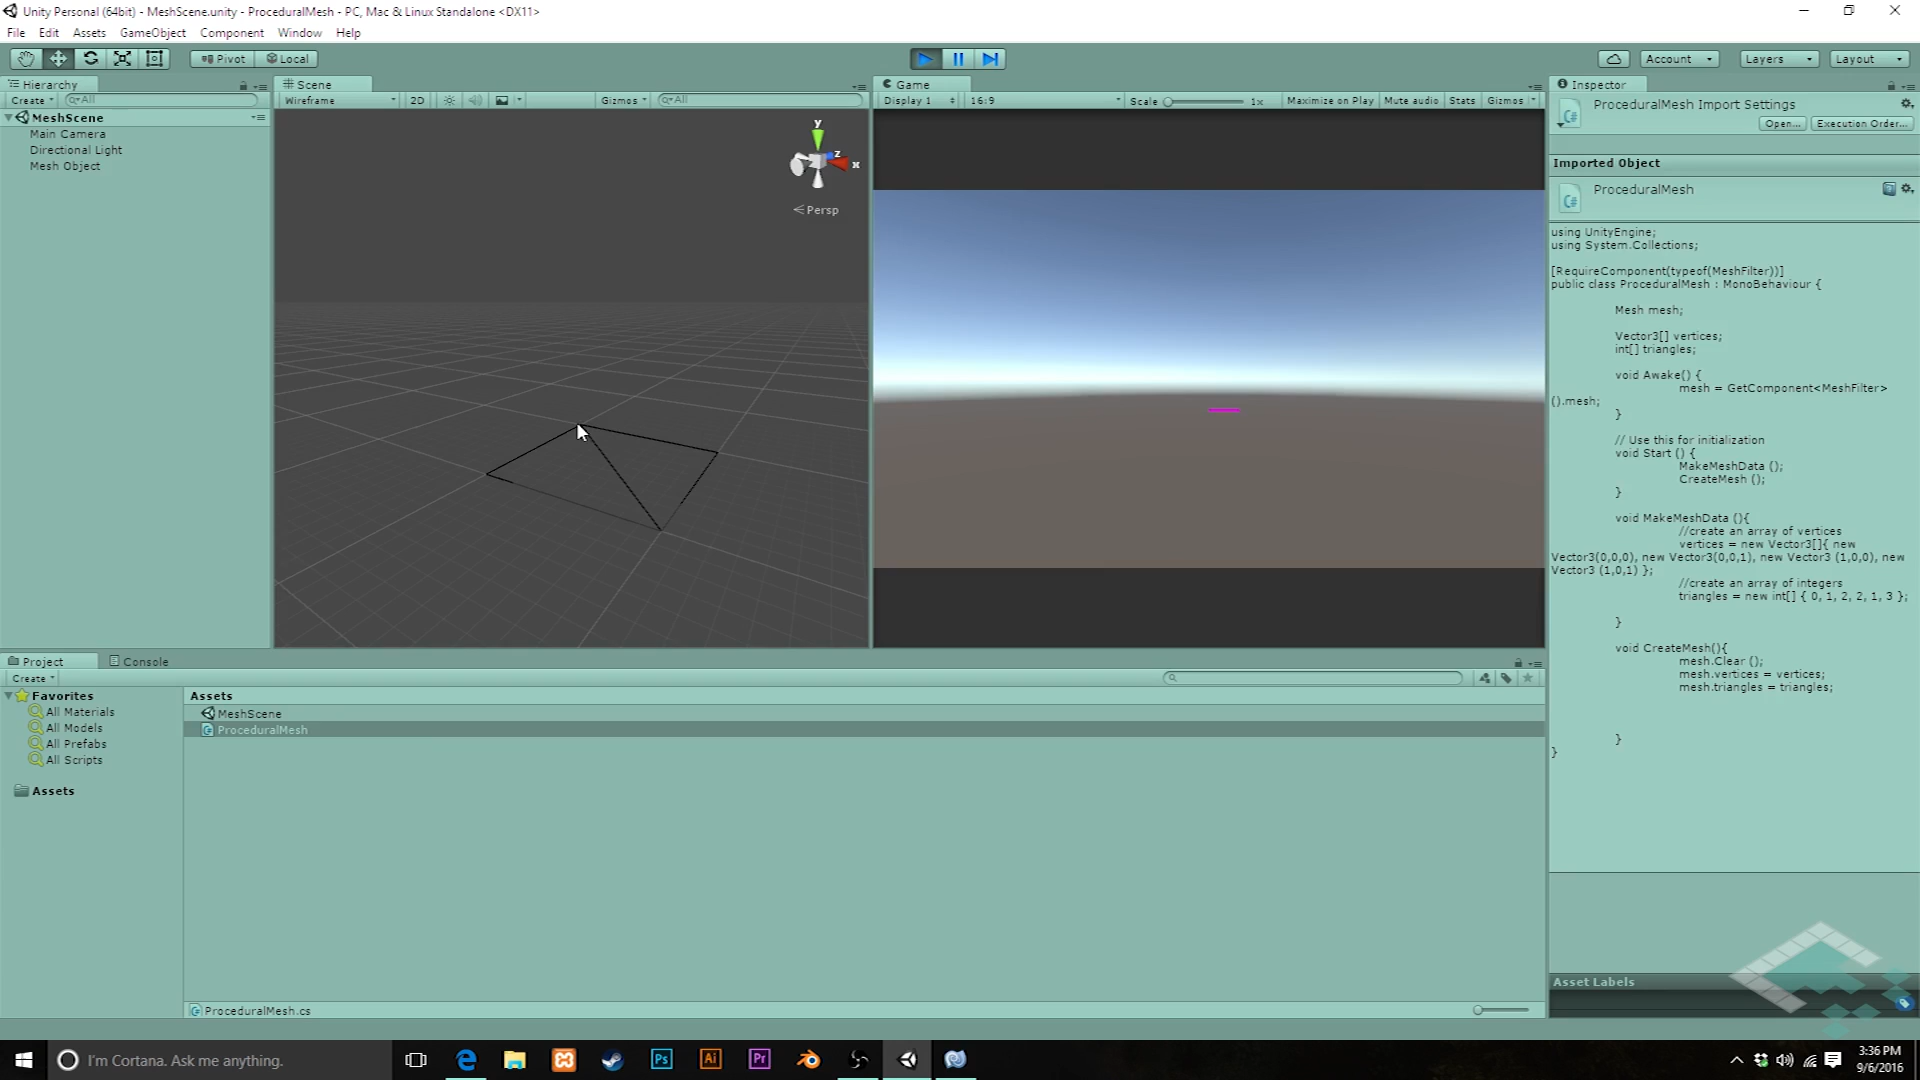 Unity Personal (64bit) - MeshScene.unity - ProceduralMesh - PC, Mac & Linux Standalone <DX11>
File Edit Assets GameObject Component Window Help
Pivot Local Account Layers Layout
Hierarchy
Create All
MeshScene
Main Camera
Directional Light
Mesh Object
Scene
Wireframe 2D Gizmos All
y
z
x
Persp
Game
Display 1 16:9 Scale 1x Maximize on Play Mute audio Stats Gizmos
Inspector
ProceduralMesh Import Settings
Open... Execution Order...
Imported Object
ProceduralMesh
using UnityEngine;
using System.Collections;
[RequireComponent(typeof(MeshFilter))]
public class ProceduralMesh : MonoBehaviour {
Mesh mesh;
Vector3[] vertices;
int[] triangles;
void Awake() {
mesh = GetComponent<MeshFilter>
().mesh;
}
// Use this for initialization
void Start () {
MakeMeshData ();
CreateMesh ();
}
void MakeMeshData (){
//create an array of vertices
vertices = new Vector3[]{ new
Vector3(0,0,0), new Vector3(0,0,1), new Vector3 (1,0,0), new
Vector3 (1,0,1) };
//create an array of integers
triangles = new int[] { 0, 1, 2, 2, 1, 3 };
}
void CreateMesh(){
mesh.Clear ();
mesh.vertices = vertices;
mesh.triangles = triangles;
}
}
Asset Labels
Project Console
Create
Favorites
All Materials
All Models
All Prefabs
All Scripts
Assets
Assets
MeshScene
ProceduralMesh
ProceduralMesh.cs
I'm Cortana. Ask me anything.
Ps Ai Pr
3:36 PM
9/6/2016